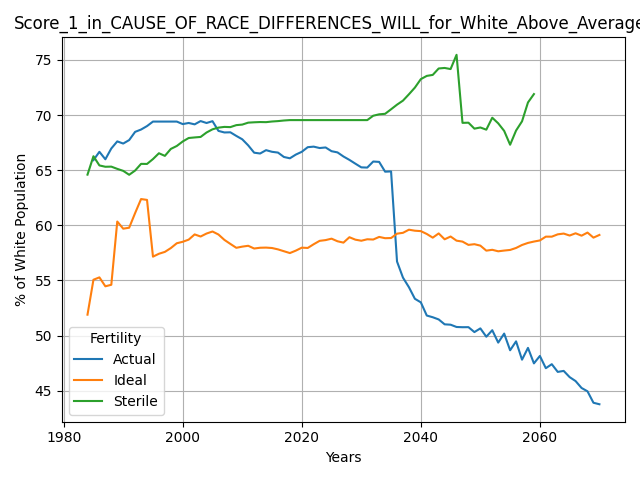 Score_1_in_CAUSE_OF_RACE_DIFFERENCES_WILL_for_White_Above_Average
75
70
65
60
55
50
45
% of White Population
Fertility
Actual
Ideal
Sterile
1980
2000
2020
2040
2060
Years